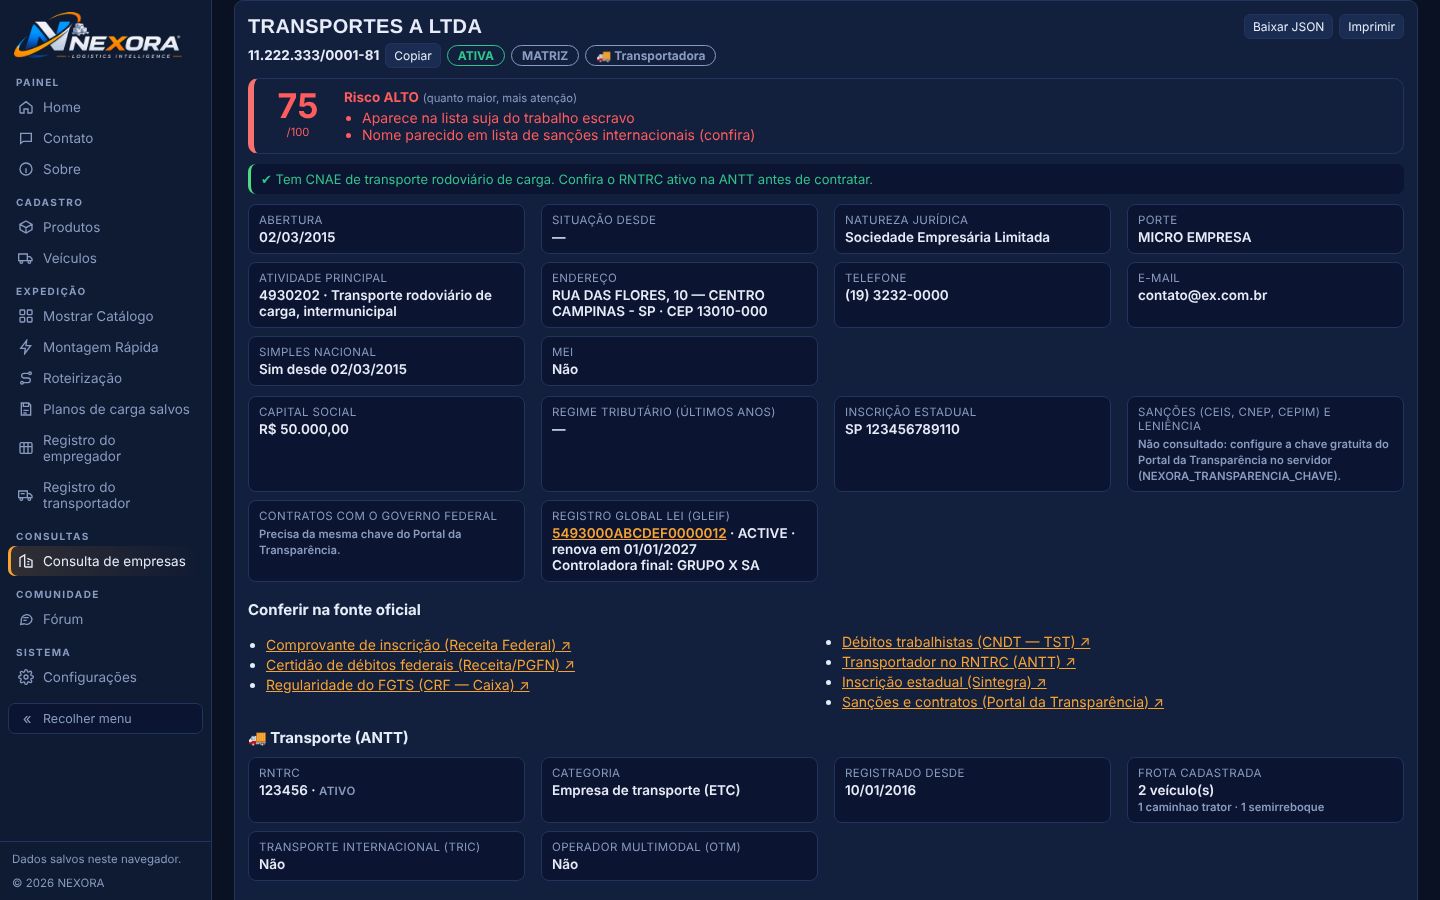 NEXORA
LOGISTICS INTELLIGENCE
PAINEL
Home
Contato
Sobre
CADASTRO
Produtos
Veículos
EXPEDIÇÃO
Mostrar Catálogo
Montagem Rápida
Roteirização
Planos de carga salvos
Registro do
empregador
Registro do
transportador
CONSULTAS
Consulta de empresas
COMUNIDADE
Fórum
SISTEMA
Configurações
« Recolher menu
Dados salvos neste navegador.
© 2026 NEXORA
TRANSPORTES A LTDA
Baixar JSON
Imprimir
11.222.333/0001-81 Copiar ATIVA MATRIZ 🚚 Transportadora
75
/100
Risco ALTO (quanto maior, mais atenção)
• Aparece na lista suja do trabalho escravo
• Nome parecido em lista de sanções internacionais (confira)
✔ Tem CNAE de transporte rodoviário de carga. Confira o RNTRC ativo na ANTT antes de contratar.
ABERTURA
02/03/2015
SITUAÇÃO DESDE
—
NATUREZA JURÍDICA
Sociedade Empresária Limitada
PORTE
MICRO EMPRESA
ATIVIDADE PRINCIPAL
4930202 · Transporte rodoviário de
carga, intermunicipal
ENDEREÇO
RUA DAS FLORES, 10 — CENTRO
CAMPINAS - SP · CEP 13010-000
TELEFONE
(19) 3232-0000
E-MAIL
contato@ex.com.br
SIMPLES NACIONAL
Sim desde 02/03/2015
MEI
Não
CAPITAL SOCIAL
R$ 50.000,00
REGIME TRIBUTÁRIO (ÚLTIMOS ANOS)
—
INSCRIÇÃO ESTADUAL
SP 123456789110
SANÇÕES (CEIS, CNEP, CEPIM) E
LENIÊNCIA
Não consultado: configure a chave gratuita do
Portal da Transparência no servidor
(NEXORA_TRANSPARENCIA_CHAVE).
CONTRATOS COM O GOVERNO FEDERAL
Precisa da mesma chave do Portal da
Transparência.
REGISTRO GLOBAL LEI (GLEIF)
5493000ABCDEF0000012 · ACTIVE ·
renova em 01/01/2027
Controladora final: GRUPO X SA
Conferir na fonte oficial
• Comprovante de inscrição (Receita Federal) ↗
• Certidão de débitos federais (Receita/PGFN) ↗
• Regularidade do FGTS (CRF — Caixa) ↗
• Débitos trabalhistas (CNDT — TST) ↗
• Transportador no RNTRC (ANTT) ↗
• Inscrição estadual (Sintegra) ↗
• Sanções e contratos (Portal da Transparência) ↗
🚚 Transporte (ANTT)
RNTRC
123456 · ATIVO
CATEGORIA
Empresa de transporte (ETC)
REGISTRADO DESDE
10/01/2016
FROTA CADASTRADA
2 veículo(s)
1 caminhao trator · 1 semirreboque
TRANSPORTE INTERNACIONAL (TRIC)
Não
OPERADOR MULTIMODAL (OTM)
Não